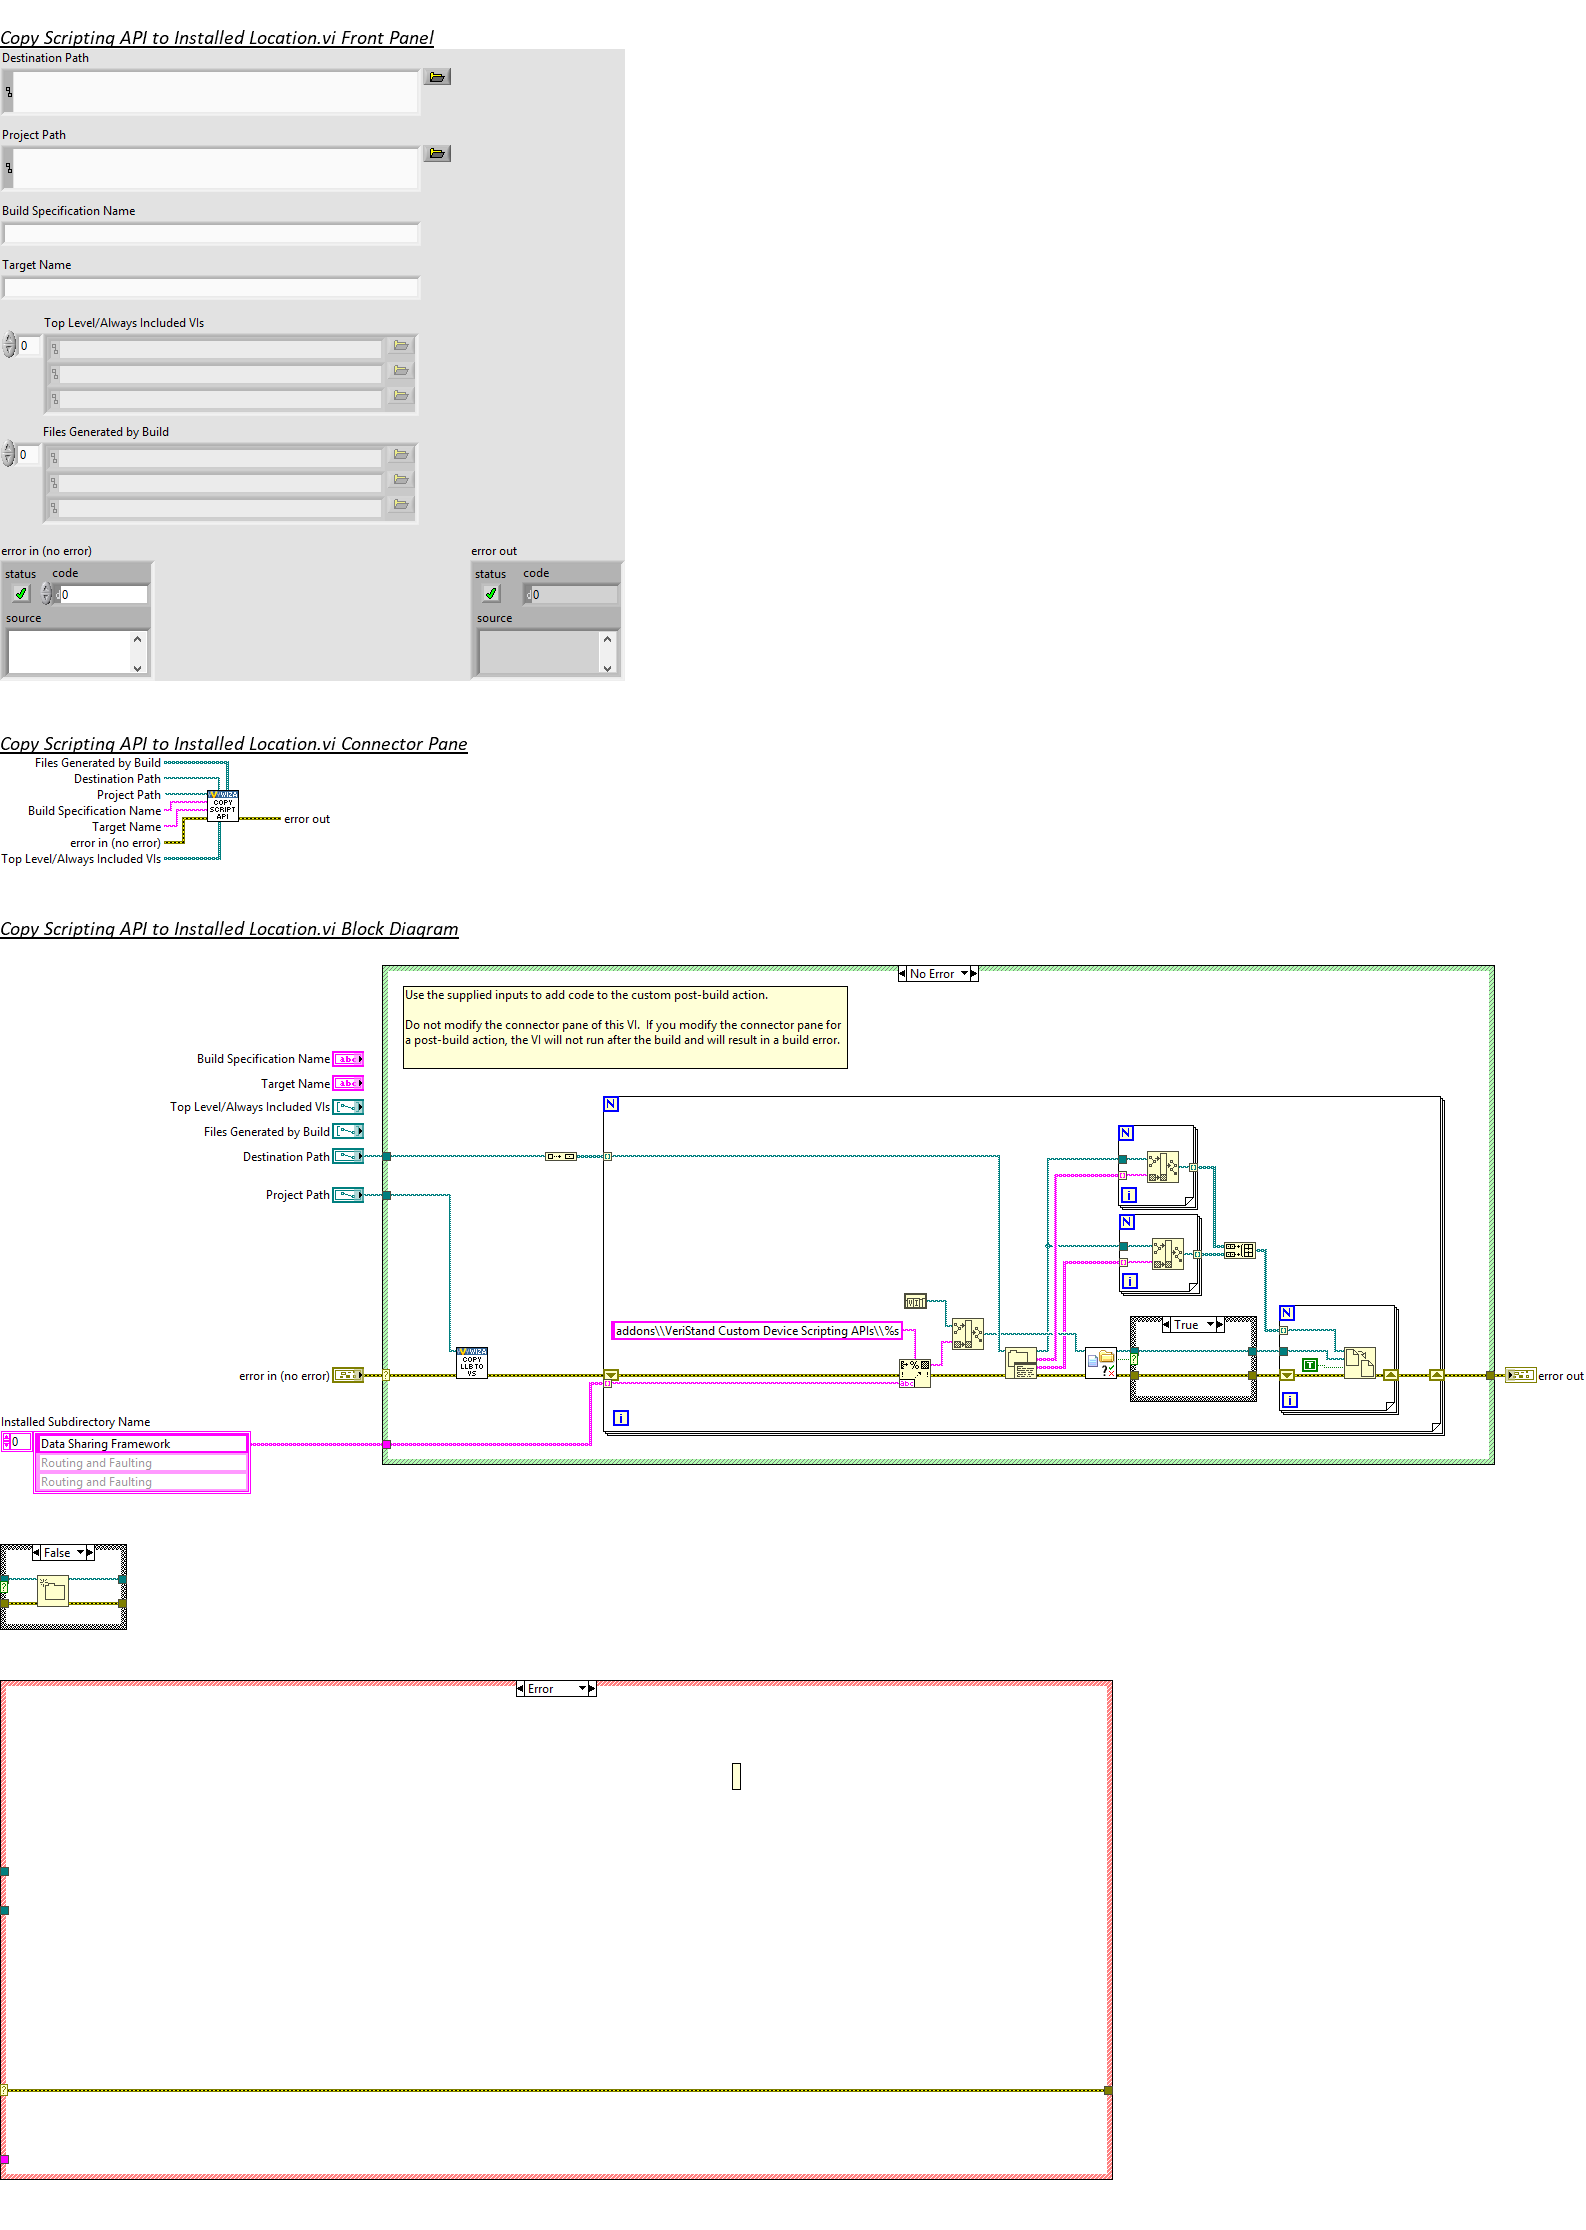 Copy Scripting API to Installed Location.vi Front Panel
Destination Path
Project Path
Build Specification Name
Target Name
Top Level/Always Included VIs
0
Files Generated by Build
0
error in (no error)
status code
0
source
error out
status code
0
source
Copy Scripting API to Installed Location.vi Connector Pane
Files Generated by Build
Destination Path
Project Path
Build Specification Name
Target Name
error in (no error)
Top Level/Always Included VIs
COPY
SCRIPT
API
error out
Copy Scripting API to Installed Location.vi Block Diagram
No Error
Use the supplied inputs to add code to the custom post-build action.
Do not modify the connector pane of this VI. If you modify the connector pane for
a post-build action, the VI will not run after the build and will result in a build error.
Build Specification Name
abc
Target Name
abc
Top Level/Always Included VIs
Files Generated by Build
Destination Path
Project Path
N
N
i
N
i
addons\\VeriStand Custom Device Scripting APIs\\%s
True
N
T
i
COPY
LLB TO
VS
abc
error in (no error)
error out
i
Installed Subdirectory Name
0
Data Sharing Framework
Routing and Faulting
Routing and Faulting
False
Error